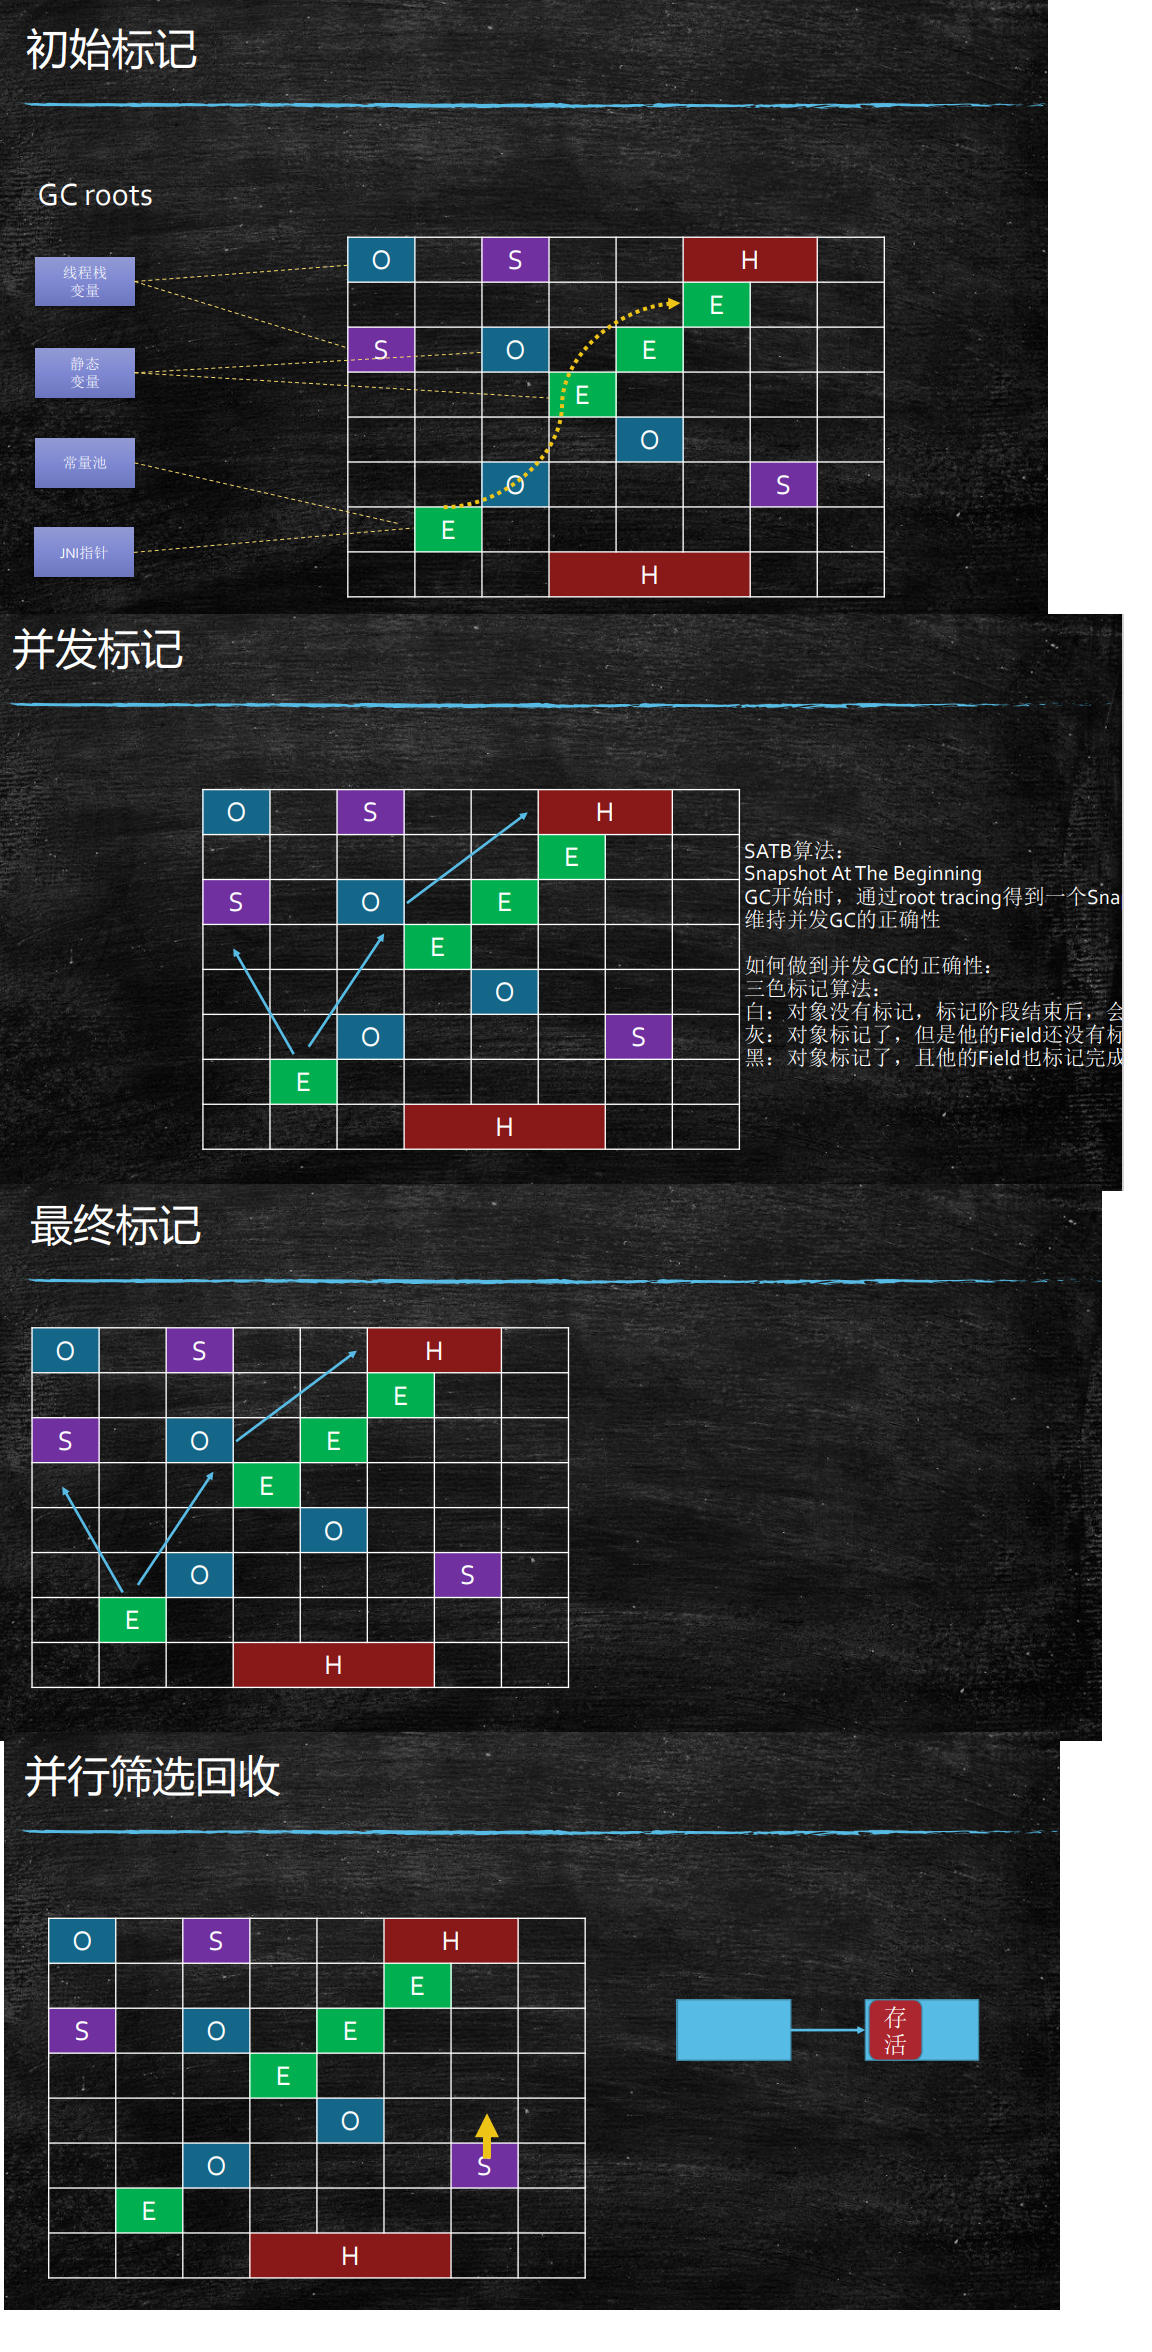 初始标记
GC roots
线程栈
变量
静态
变量
常量池
JNI指针
O S H
E
S O E
E
O
O S
E
H
并发标记
O S H
E
S O E
E
O
O S
E
H
SATB算法：
Snapshot At The Beginning
GC开始时，通过root tracing得到一个Sna
维持并发GC的正确性
如何做到并发GC的正确性：
三色标记算法：
白：对象没有标记，标记阶段结束后，会
灰：对象标记了，但是他的Field还没有标
黑：对象标记了，且他的Field也标记完成
最终标记
O S H
E
S O E
E
O
O S
E
H
并行筛选回收
O S H
E
S O E
E
O
O S
E
H
存
活